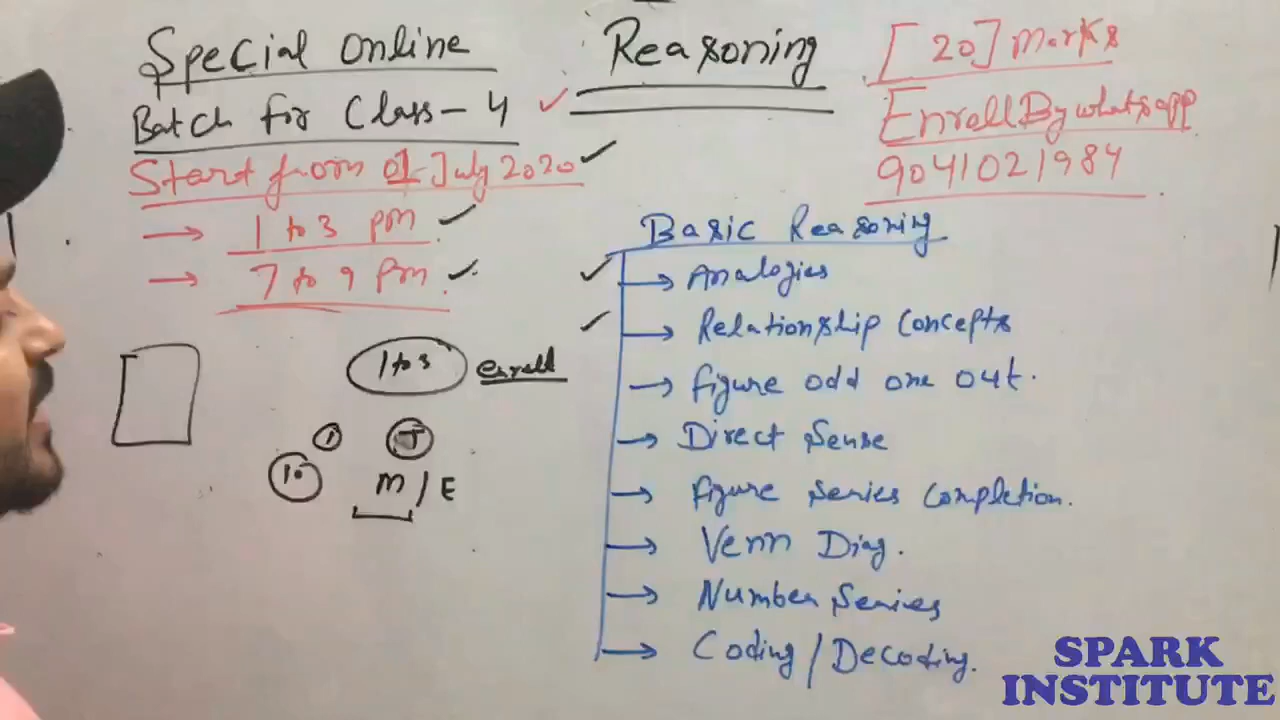 Special Online
Batch for Class-4
Start from 01 July 2020
→ 1 to 3 pm
→ 7 to 9 Pm
1 to 3 enroll
1
J
10
M/E
Reasoning
[20] Marks
Enroll By whatsapp
9041021984
Basic Reasoning
→ Analogies
→ Relationship Concepts
→ figure odd one out.
→ Direct Sense
→ figure series completion.
→ Venn Diag.
→ Number Series
→ Coding/Decoding.
SPARK
INSTITUTE